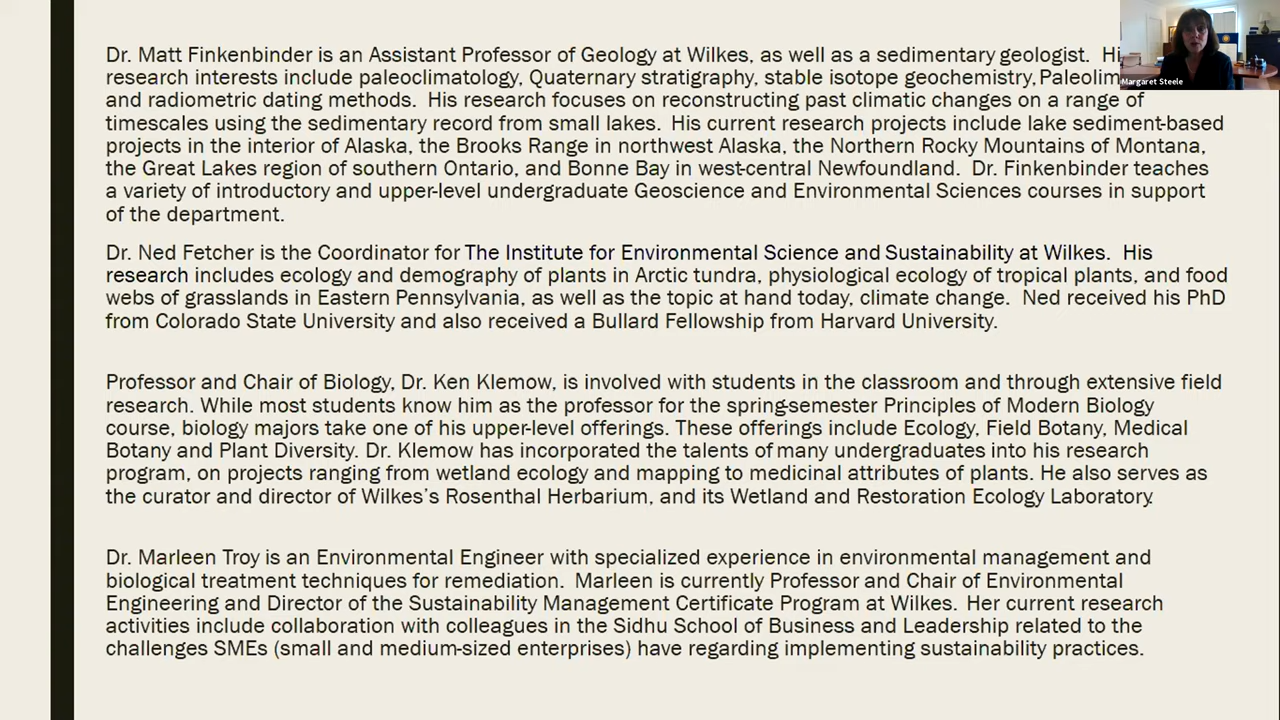 Dr. Matt Finkenbinder is an Assistant Professor of Geology at Wilkes, as well as a sedimentary geologist.
research interests include paleoclimatology, Quaternary stratigraphy, stable isotope geochemistry,
and radiometric dating methods. His research focuses on reconstructing past climatic changes on a range of
timescales using the sedimentary record from small lakes. His current research projects include lake sediment-based
projects in the interior of Alaska, the Brooks Range in northwest Alaska, the Northern Rocky Mountains of Montana,
the Great Lakes region of southern Ontario, and Bonne Bay in west-central Newfoundland. Dr. Finkenbinder teaches
a variety of introductory and upper-level undergraduate Geoscience and Environmental Sciences courses in support
of the department.
Dr. Ned Fetcher is the Coordinator for The Institute for Environmental Science and Sustainability at Wilkes. His
research includes ecology and demography of plants in Arctic tundra, physiological ecology of tropical plants, and food
webs of grasslands in Eastern Pennsylvania, as well as the topic at hand today, climate change. Ned received his PhD
from Colorado State University and also received a Bullard Fellowship from Harvard University.
Professor and Chair of Biology, Dr. Ken Klemow, is involved with students in the classroom and through extensive field
research. While most students know him as the professor for the spring-semester Principles of Modern Biology
course, biology majors take one of his upper-level offerings. These offerings include Ecology, Field Botany, Medical
Botany and Plant Diversity. Dr. Klemow has incorporated the talents of many undergraduates into his research
program, on projects ranging from wetland ecology and mapping to medicinal attributes of plants. He also serves as
the curator and director of Wilkes's Rosenthal Herbarium, and its Wetland and Restoration Ecology Laboratory.
Dr. Marleen Troy is an Environmental Engineer with specialized experience in environmental management and
biological treatment techniques for remediation. Marleen is currently Professor and Chair of Environmental
Engineering and Director of the Sustainability Management Certificate Program at Wilkes. Her current research
activities include collaboration with colleagues in the Sidhu School of Business and Leadership related to the
challenges SMEs (small and medium-sized enterprises) have regarding implementing sustainability practices.
Margaret Steele